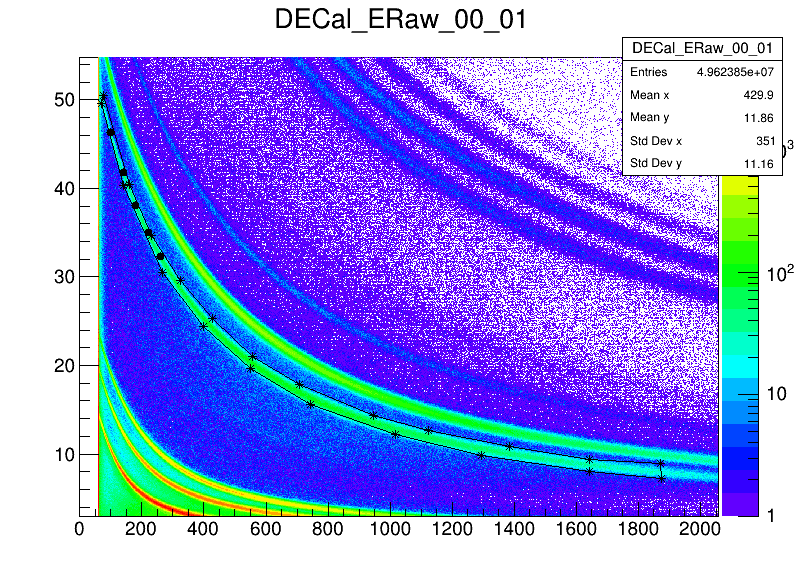 DECal_ERaw_00_01
DECal_ERaw_00_01
Entries 4.962385e+07
Mean x 429.9
Mean y 11.86
Std Dev x 351
Std Dev y 11.16
50
40
30
20
10
0 200 400 600 800 1000 1200 1400 1600 1800 2000
3
10²
10
1